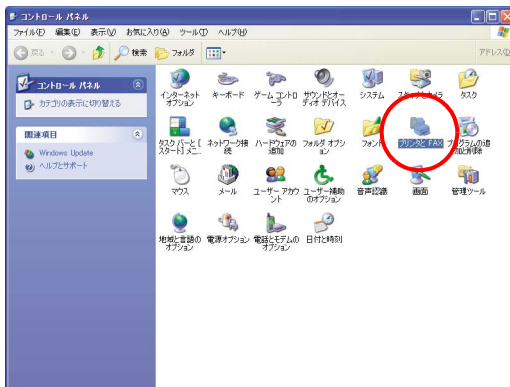 コントロール パネル
ファイル(F) 編集(E) 表示(V) お気に入り(A) ツール(T) ヘルプ(H)
戻る 検索 フォルダ アドレス(D)
コントロール パネル
カテゴリの表示に切り替える
関連項目
Windows Update
ヘルプとサポート
インターネット オプション
キーボード
ゲーム コントローラ
サウンドとオーディオ デバイス
システム
スキャナとカメラ
タスク
タスク バーと [スタート] メニ...
ネットワーク接続
ハードウェアの追加
フォルダ オプション
フォント
プリンタと FAX
プログラムの追加と削除
マウス
メール
ユーザー アカウント
ユーザー補助のオプション
音声認識
画面
管理ツール
地域と言語のオプション
電源オプション
電話とモデムのオプション
日付と時刻